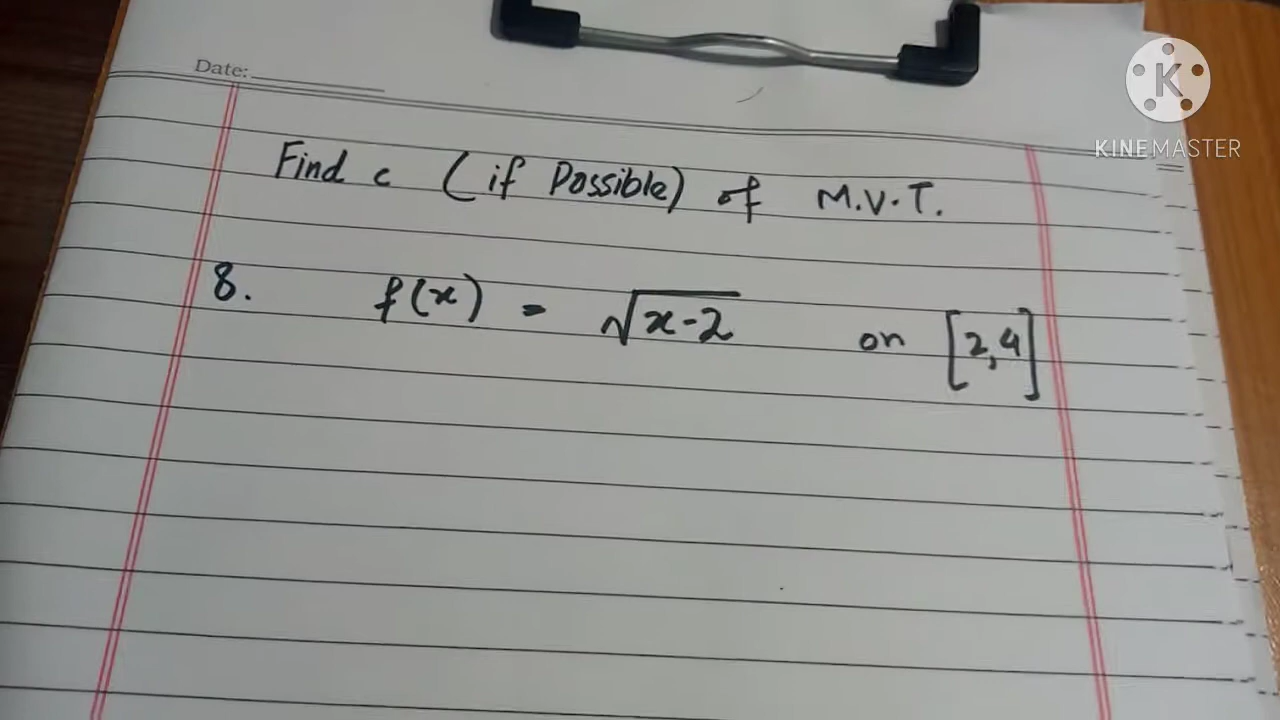 Date:
K
KINEMASTER
Find c (if Possible) of M.V.T.
8. f(x) = √x-2 on [2,4]